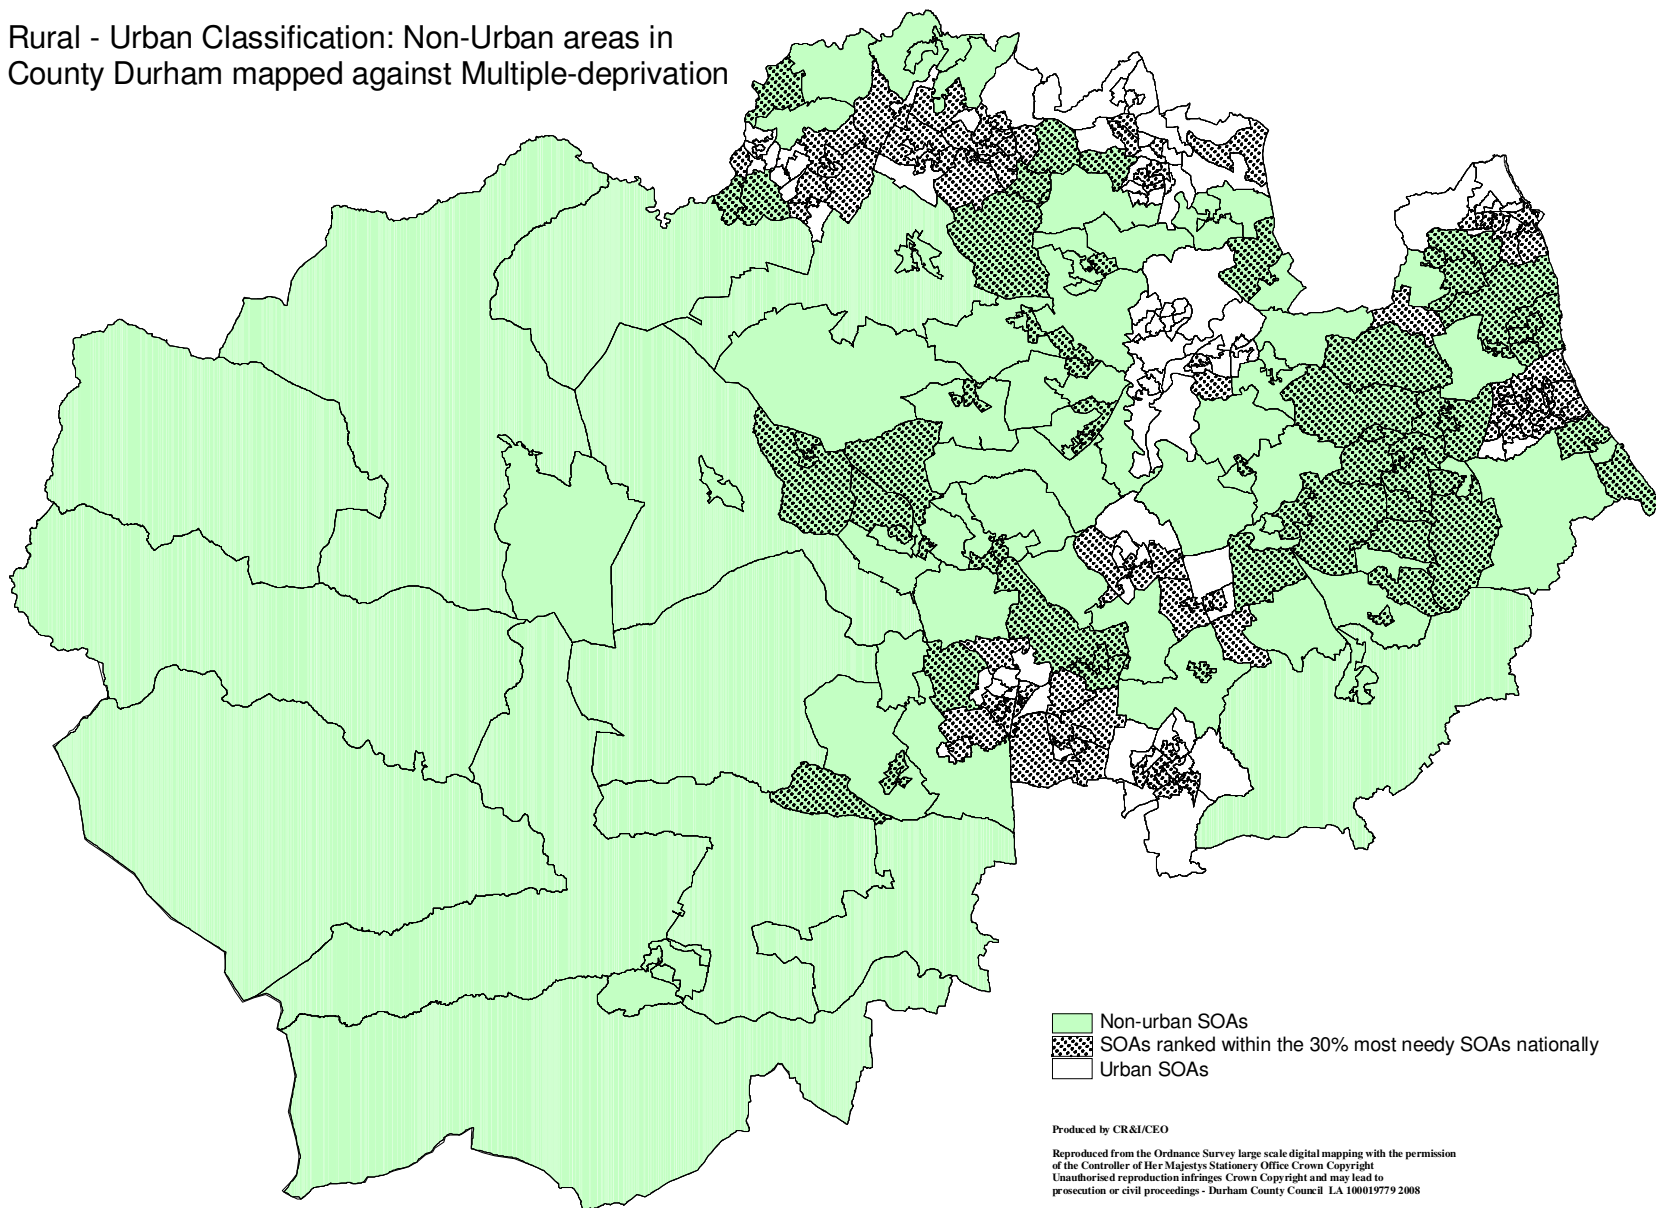 Rural - Urban Classification: Non-Urban areas in
County Durham mapped against Multiple-deprivation
Non-urban SOAs
SOAs ranked within the 30% most needy SOAs nationally
Urban SOAs
Produced by CR&I/CEO
Reproduced from the Ordnance Survey large scale digital mapping with the permission
of the Controller of Her Majestys Stationery Office Crown Copyright
Unauthorised reproduction infringes Crown Copyright and may lead to
prosecution or civil proceedings - Durham County Council LA 100019779 2008